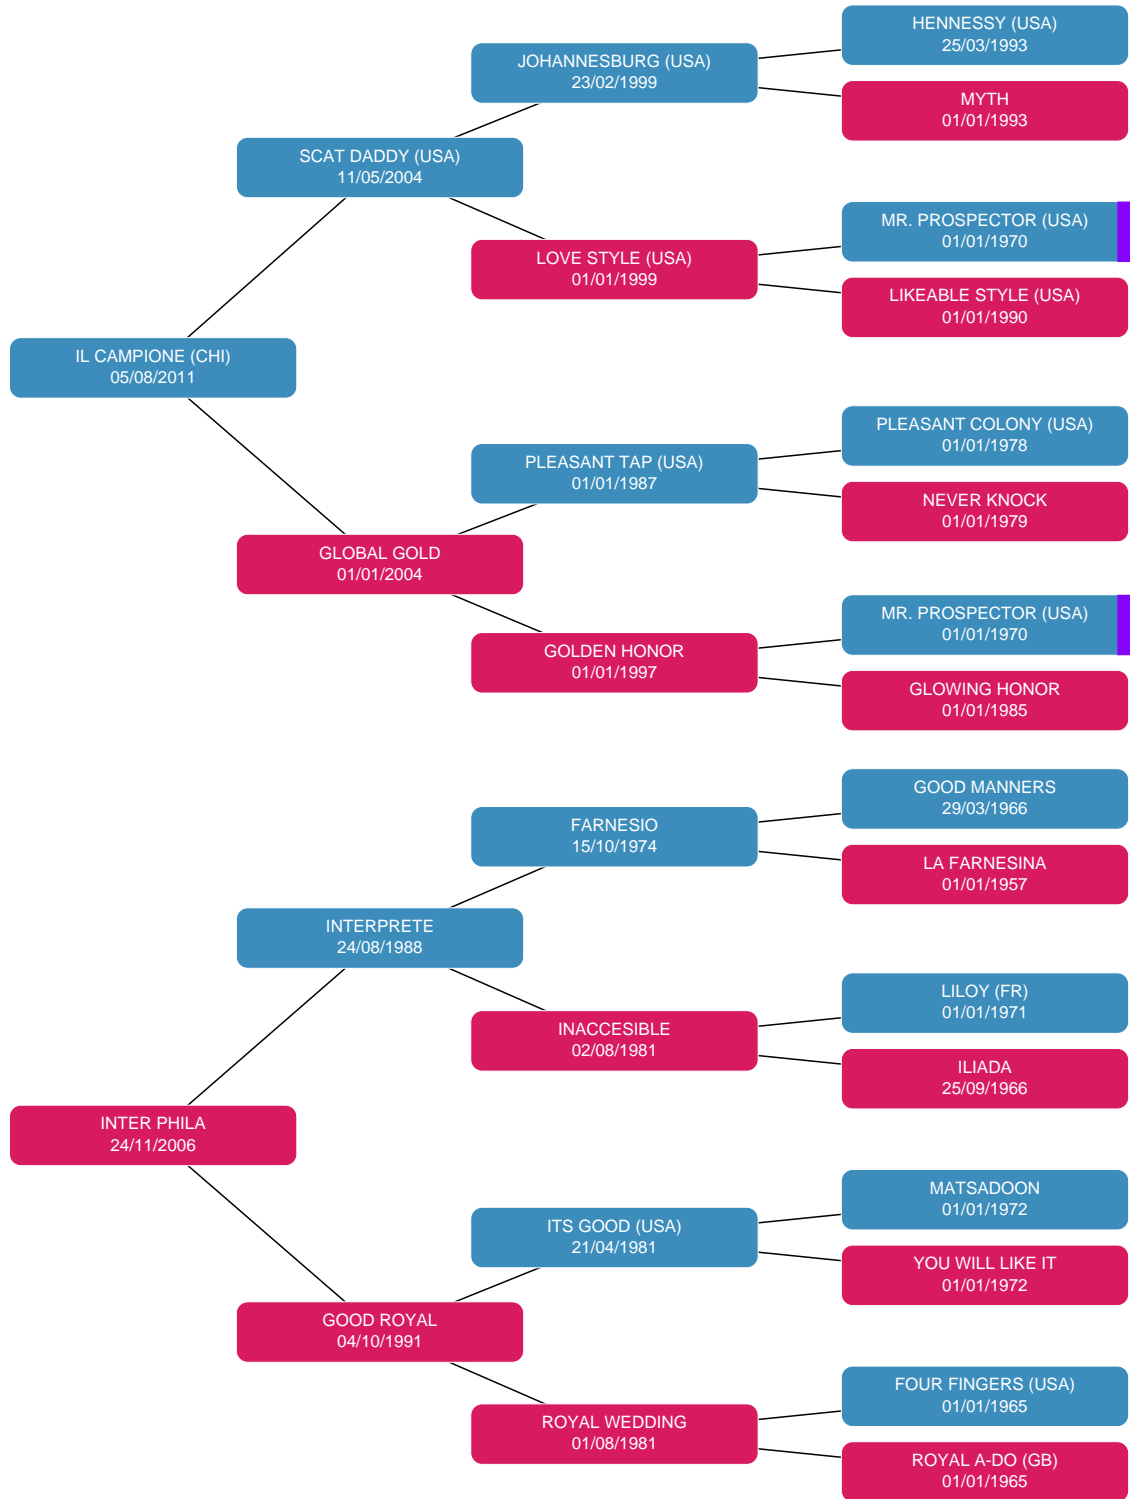 HENNESSY (USA)
25/03/1993
JOHANNESBURG (USA)
23/02/1999
MYTH
01/01/1993
SCAT DADDY (USA)
11/05/2004
MR. PROSPECTOR (USA)
01/01/1970
LOVE STYLE (USA)
01/01/1999
LIKEABLE STYLE (USA)
01/01/1990
IL CAMPIONE (CHI)
05/08/2011
PLEASANT COLONY (USA)
01/01/1978
PLEASANT TAP (USA)
01/01/1987
NEVER KNOCK
01/01/1979
GLOBAL GOLD
01/01/2004
MR. PROSPECTOR (USA)
01/01/1970
GOLDEN HONOR
01/01/1997
GLOWING HONOR
01/01/1985
GOOD MANNERS
29/03/1966
FARNESIO
15/10/1974
LA FARNESINA
01/01/1957
INTERPRETE
24/08/1988
LILOY (FR)
01/01/1971
INACCESIBLE
02/08/1981
ILIADA
25/09/1966
INTER PHILA
24/11/2006
MATSADOON
01/01/1972
ITS GOOD (USA)
21/04/1981
YOU WILL LIKE IT
01/01/1972
GOOD ROYAL
04/10/1991
FOUR FINGERS (USA)
01/01/1965
ROYAL WEDDING
01/08/1981
ROYAL A-DO (GB)
01/01/1965